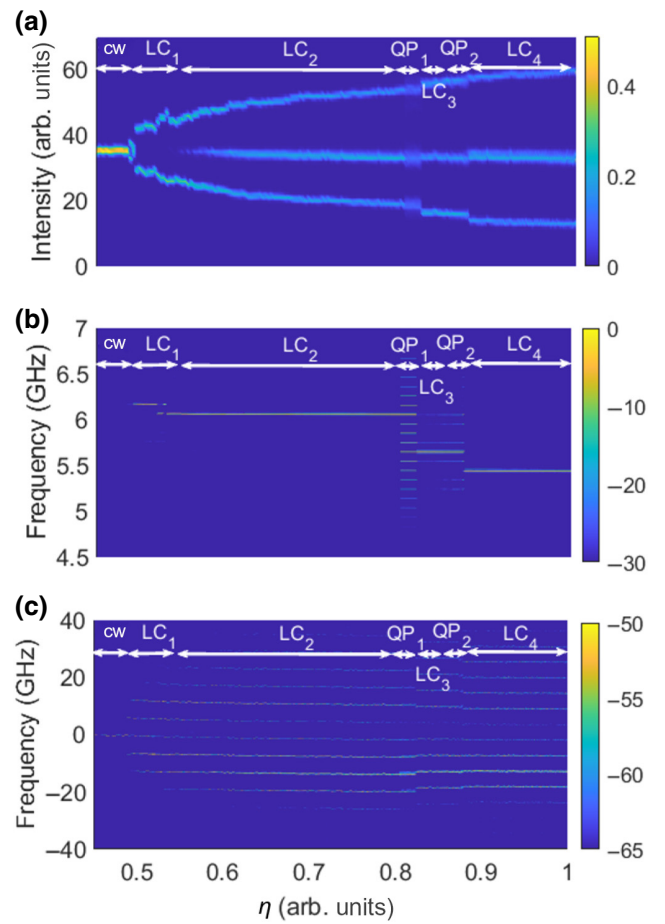 (a)
cw LC1 LC2 QP1 QP2 LC4
LC3
60
40
20
0
Intensity (arb. units)
0.4
0.2
0
(b)
cw LC1 LC2 QP1 QP2 LC4
LC3
7
6.5
6
5.5
5
4.5
Frequency (GHz)
0
−10
−20
−30
(c)
cw LC1 LC2 QP1 QP2 LC4
LC3
40
20
0
−20
−40
Frequency (GHz)
−50
−55
−60
−65
0.5 0.6 0.7 0.8 0.9 1
η (arb. units)